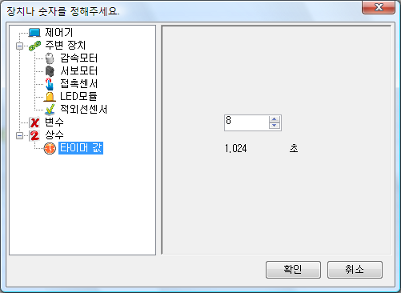 장치나 숫자를 정해주세요.
제어기
주변 장치
감속모터
서보모터
접촉센서
LED모듈
적외선센서
변수
상수
타이머 값
8
1,024 초
확인 취소